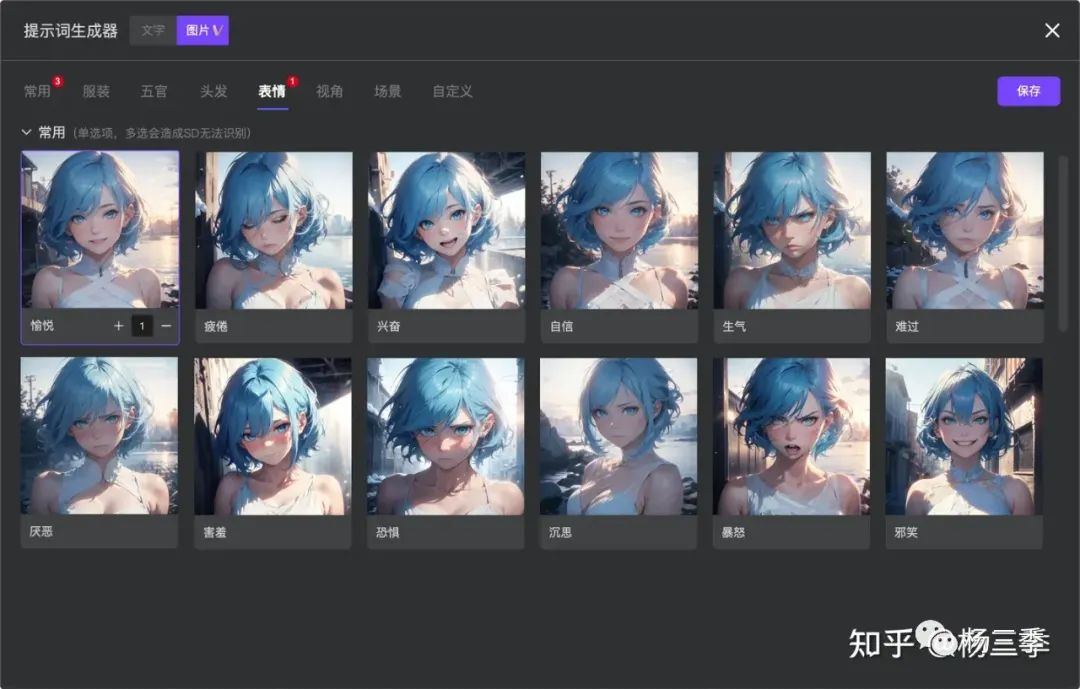 提示词生成器 文字 图片V
常用 3 服装 五官 头发 表情 1 视角 场景 自定义 保存
常用 (单选项，多选会造成SD无法识别)
愉悦 + 1 − 疲倦 兴奋 自信 生气 难过
厌恶 害羞 恐惧 沉思 暴怒 邪笑
知乎 @杨三季